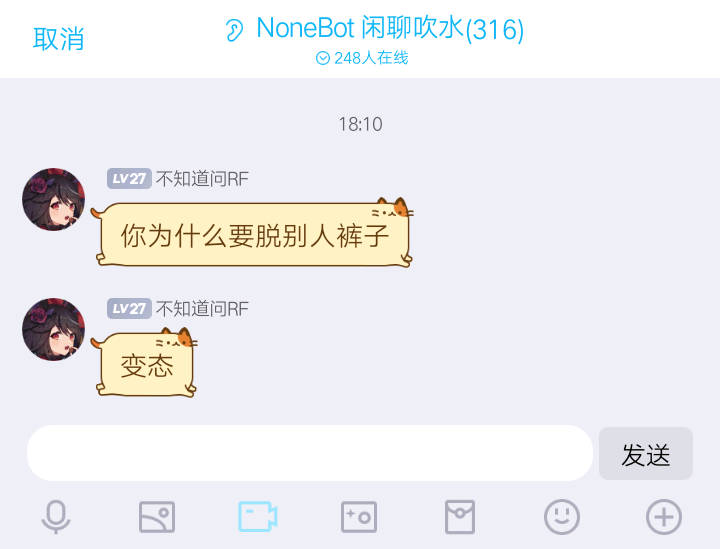 取消
NoneBot 闲聊吹水(316)
248人在线
18:10
LV27 不知道问RF
你为什么要脱别人裤子
LV27 不知道问RF
变态
发送